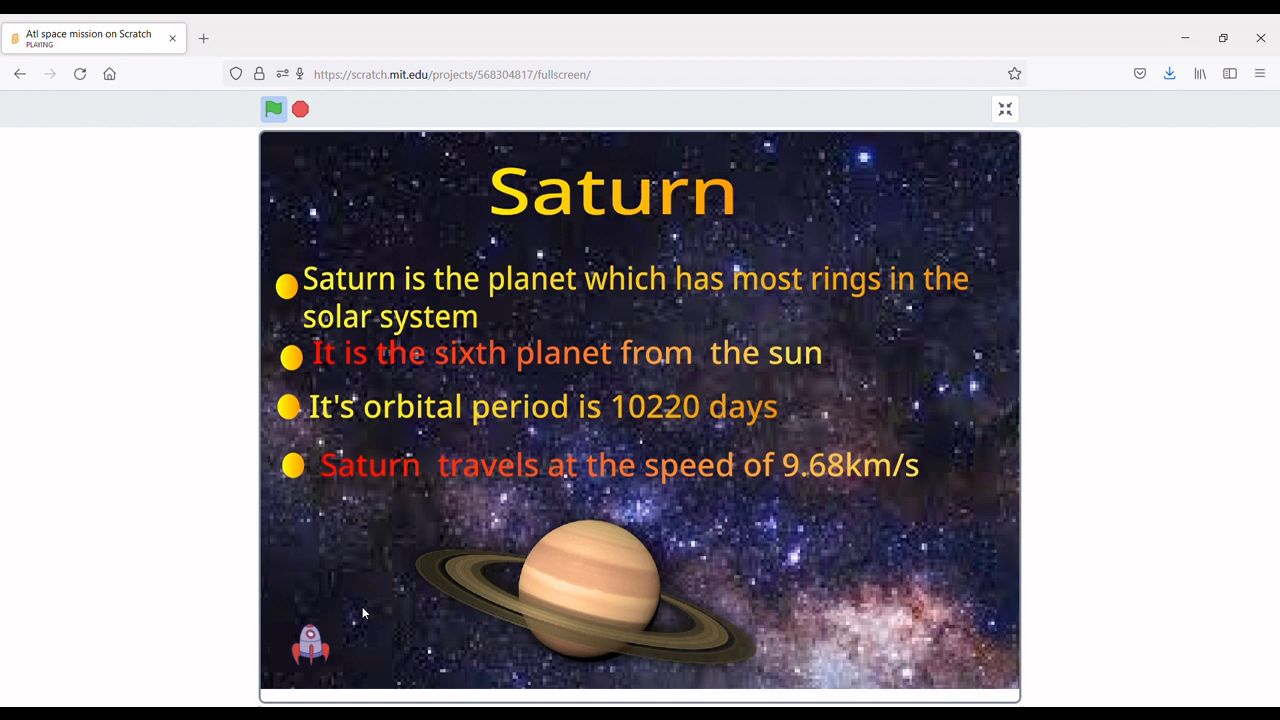 Atl space mission on Scratch
PLAYING
https://scratch.mit.edu/projects/568304817/fullscreen/
Saturn
Saturn is the planet which has most rings in the
solar system
It is the sixth planet from the sun
It's orbital period is 10220 days
Saturn travels at the speed of 9.68km/s